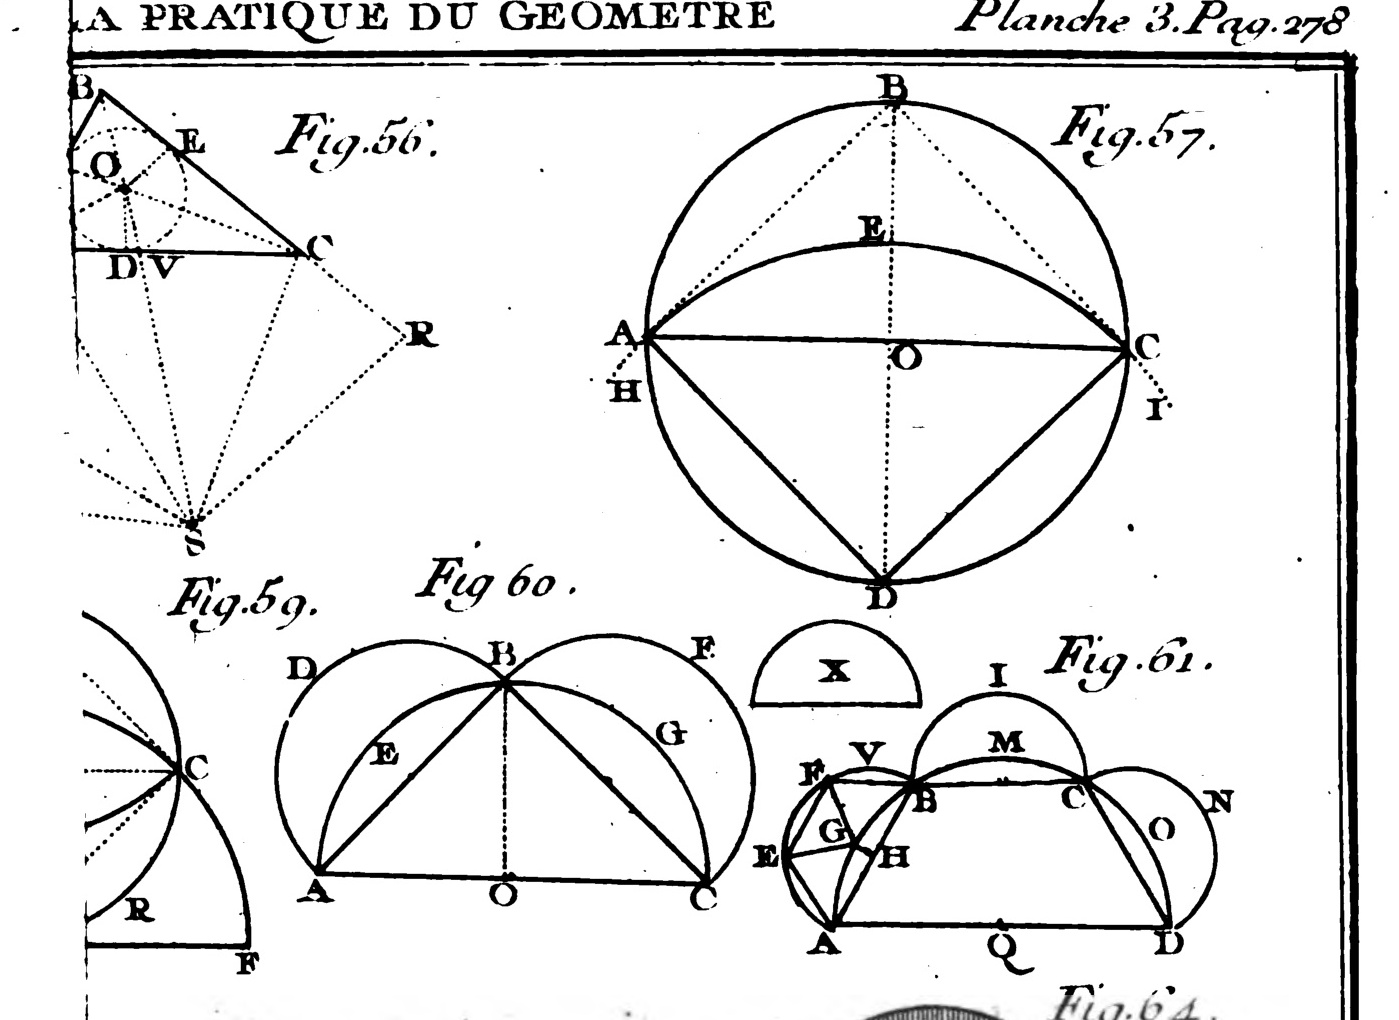 LA PRATIQUE DU GEOMETRE
Planche 3. Pag. 278
B
E
O
D V
C
R
S
Fig. 56.
B
E
A
O
C
H
I
D
Fig. 57.
Fig. 59.
C
R
F
Fig 60.
D
B
F
E
G
A
O
C
X
Fig. 61.
I
M
V
F
B
C
N
G
O
E
H
A
Q
D
Fig. 64.